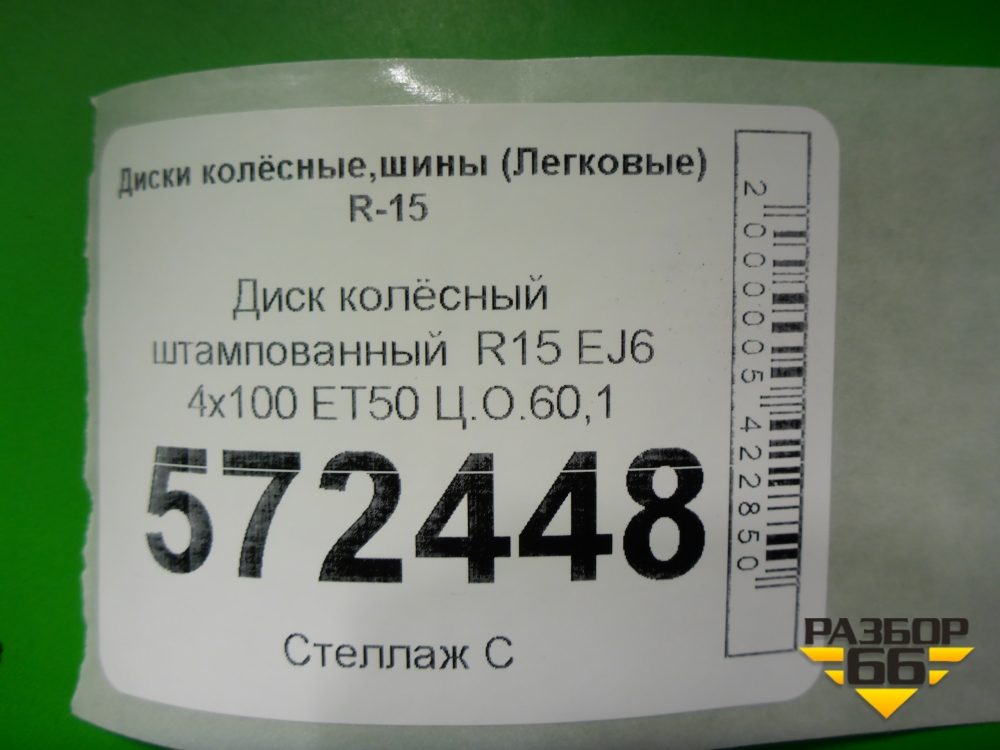 Диски колёсные,шины (Легковые)
R-15
Диск колёсный
штампованный R15 EJ6
4x100 ET50 Ц.О.60,1
572448
Стеллаж С
2000005422850
РАЗБОР
66